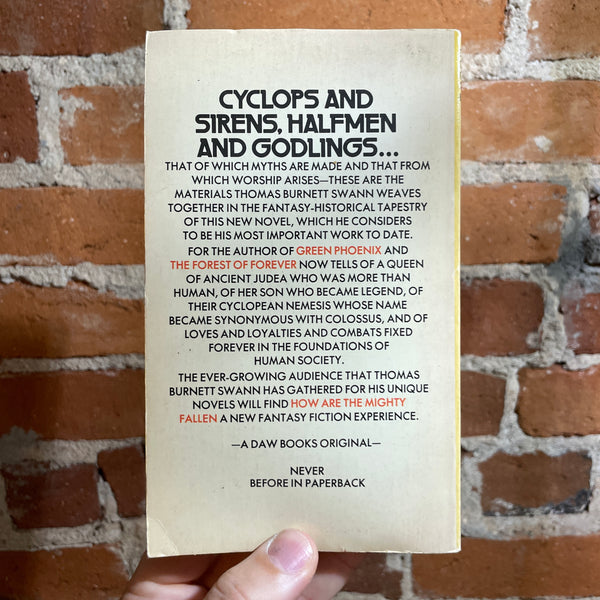 CYCLOPS AND
SIRENS, HALFMEN
AND GODLINGS...
THAT OF WHICH MYTHS ARE MADE AND THAT FROM
WHICH WORSHIP ARISES—THESE ARE THE
MATERIALS THOMAS BURNETT SWANN WEAVES
TOGETHER IN THE FANTASY-HISTORICAL TAPESTRY
OF THIS NEW NOVEL, WHICH HE CONSIDERS
TO BE HIS MOST IMPORTANT WORK TO DATE.
FOR THE AUTHOR OF GREEN PHOENIX AND
THE FOREST OF FOREVER NOW TELLS OF A QUEEN
OF ANCIENT JUDEA WHO WAS MORE THAN
HUMAN, OF HER SON WHO BECAME LEGEND, OF
THEIR CYCLOPEAN NEMESIS WHOSE NAME
BECAME SYNONYMOUS WITH COLOSSUS, AND OF
LOVES AND LOYALTIES AND COMBATS FIXED
FOREVER IN THE FOUNDATIONS OF
HUMAN SOCIETY.
THE EVER-GROWING AUDIENCE THAT THOMAS
BURNETT SWANN HAS GATHERED FOR HIS UNIQUE
NOVELS WILL FIND HOW ARE THE MIGHTY
FALLEN A NEW FANTASY FICTION EXPERIENCE.
—A DAW BOOKS ORIGINAL—
NEVER
BEFORE IN PAPERBACK